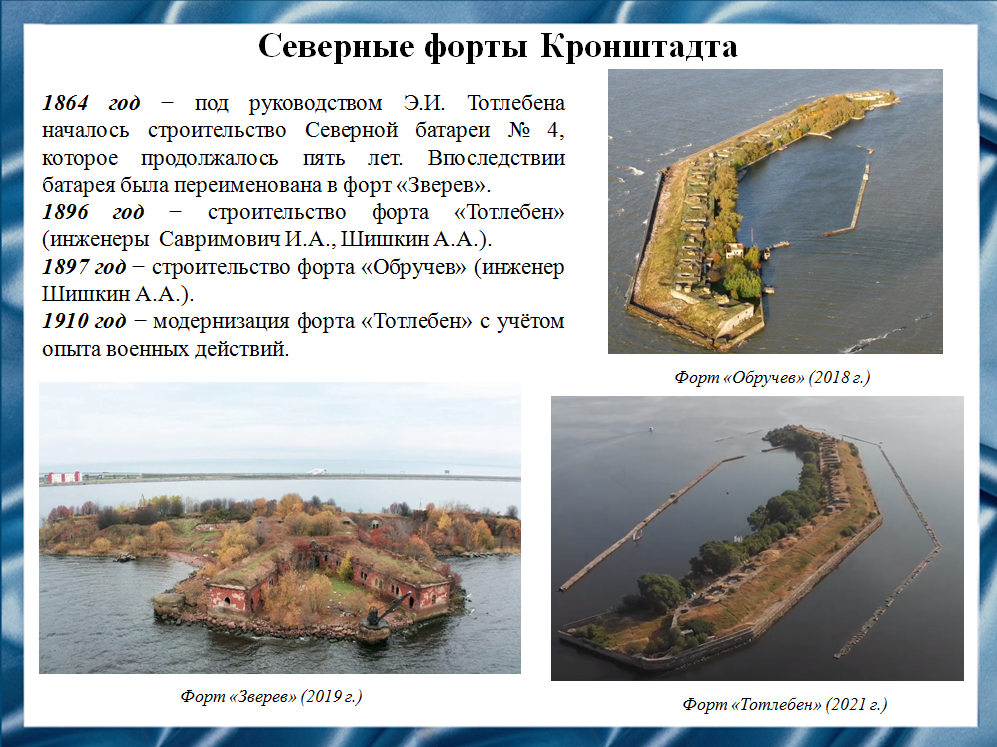 Северные форты Кронштадта
1864 год − под руководством Э.И. Тотлебена
началось строительство Северной батареи № 4,
которое продолжалось пять лет. Впоследствии
батарея была переименована в форт «Зверев».
1896 год − строительство форта «Тотлебен»
(инженеры Савримович И.А., Шишкин А.А.).
1897 год − строительство форта «Обручев» (инженер
Шишкин А.А.).
1910 год − модернизация форта «Тотлебен» с учётом
опыта военных действий.
Форт «Обручев» (2018 г.)
Форт «Зверев» (2019 г.)
Форт «Тотлебен» (2021 г.)